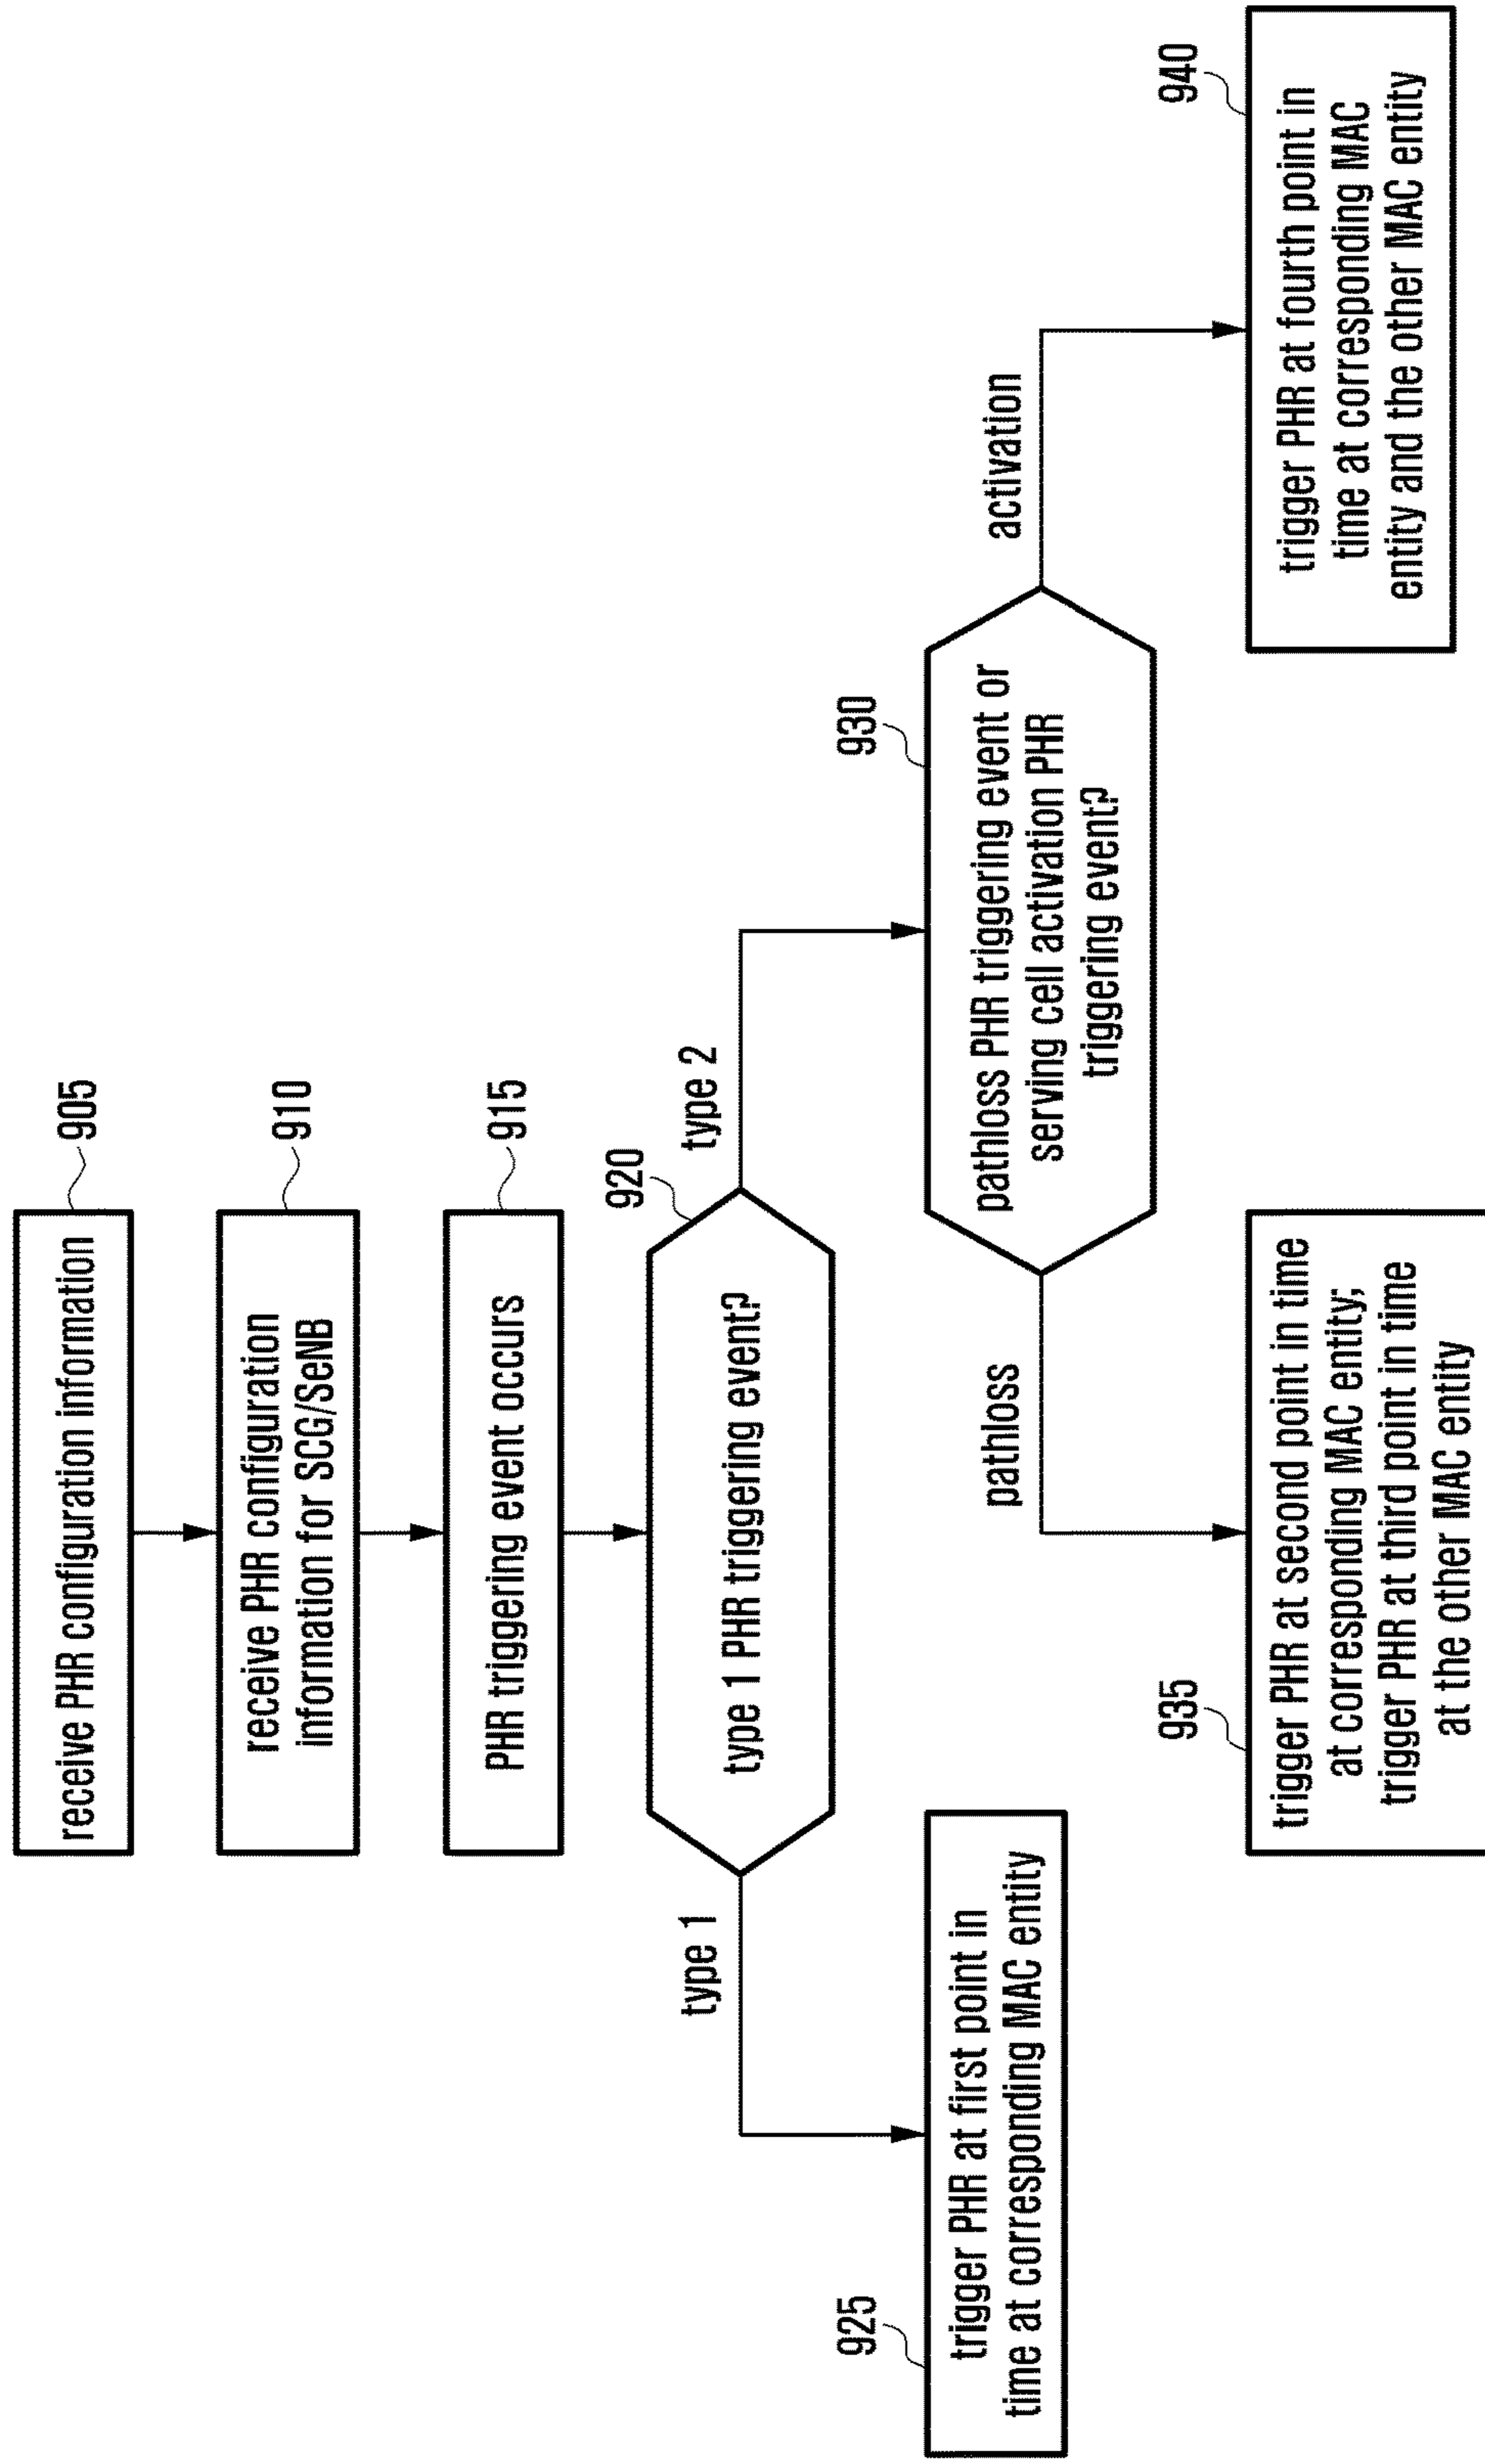 receive PHR configuration information
905
receive PHR configuration
information for SCG/SeNB
910
PHR triggering event occurs
915
920
type 1 PHR triggering event?
type 1
type 2
925
trigger PHR at first point in
time at corresponding MAC entity
930
pathloss PHR triggering event or
serving cell activation PHR
triggering event?
pathloss
activation
935
trigger PHR at second point in time
at corresponding MAC entity;
trigger PHR at third point in time
at the other MAC entity
940
trigger PHR at fourth point in
time at corresponding MAC
entity and the other MAC entity